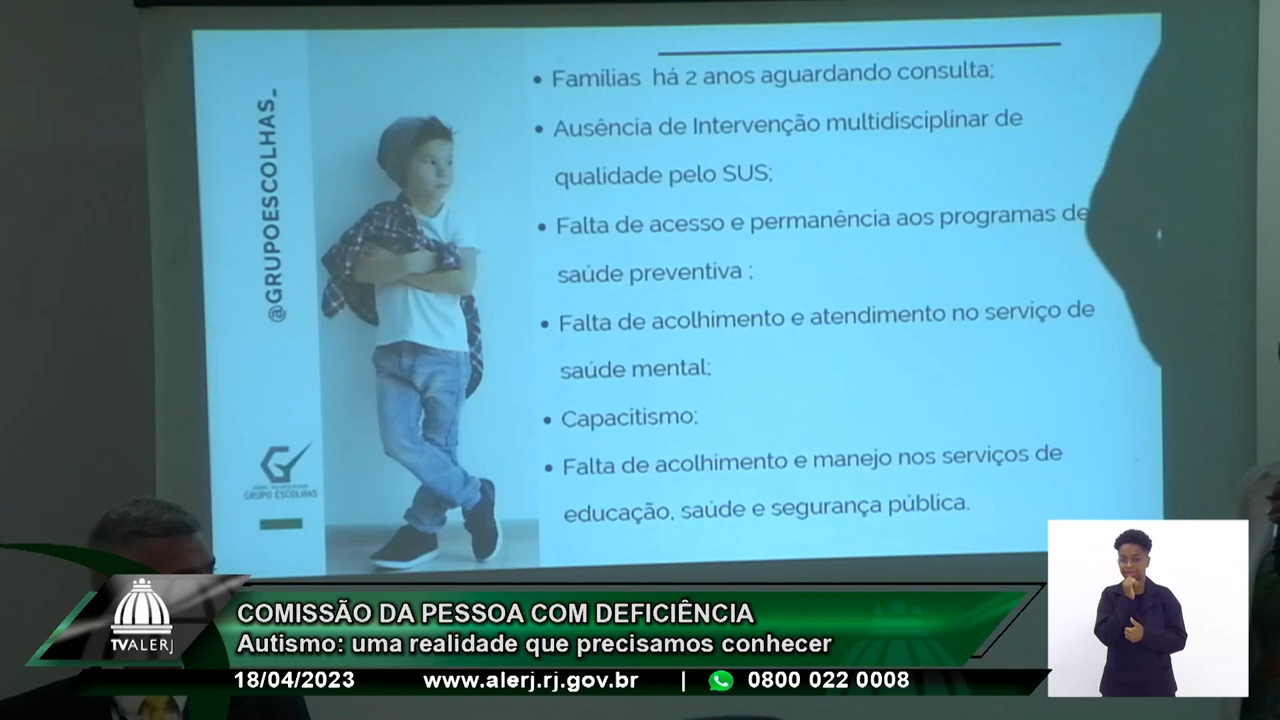 @GRUPOESCOLHAS_
• Famílias há 2 anos aguardando consulta;
• Ausência de Intervenção multidisciplinar de
qualidade pelo SUS;
• Falta de acesso e permanência aos programas de
saúde preventiva ;
• Falta de acolhimento e atendimento no serviço de
saúde mental;
• Capacitismo;
• Falta de acolhimento e manejo nos serviços de
educação, saúde e segurança pública.
GRUPO ESCOLHAS
COMISSÃO DA PESSOA COM DEFICIÊNCIA
Autismo: uma realidade que precisamos conhecer
TVALERJ
18/04/2023 www.alerj.rj.gov.br | 0800 022 0008